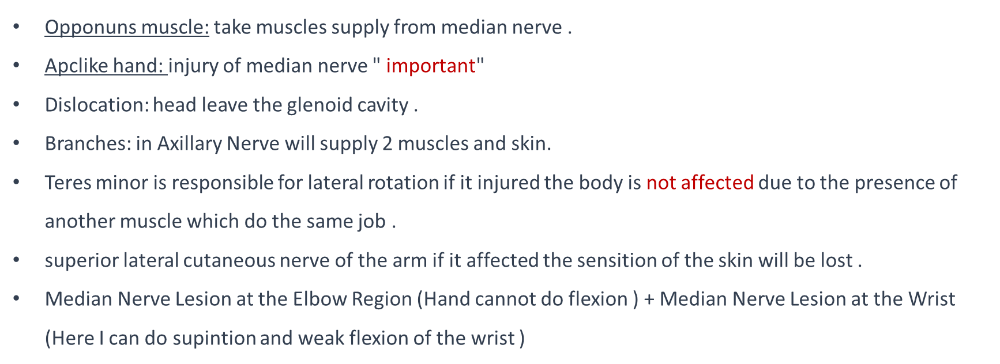 • Opponuns muscle: take muscles supply from median nerve .
• Apclike hand: injury of median nerve " important"
• Dislocation: head leave the glenoid cavity .
• Branches: in Axillary Nerve will supply 2 muscles and skin.
• Teres minor is responsible for lateral rotation if it injured the body is not affected due to the presence of
another muscle which do the same job .
• superior lateral cutaneous nerve of the arm if it affected the sensition of the skin will be lost .
• Median Nerve Lesion at the Elbow Region (Hand cannot do flexion ) + Median Nerve Lesion at the Wrist
(Here I can do supintion and weak flexion of the wrist )